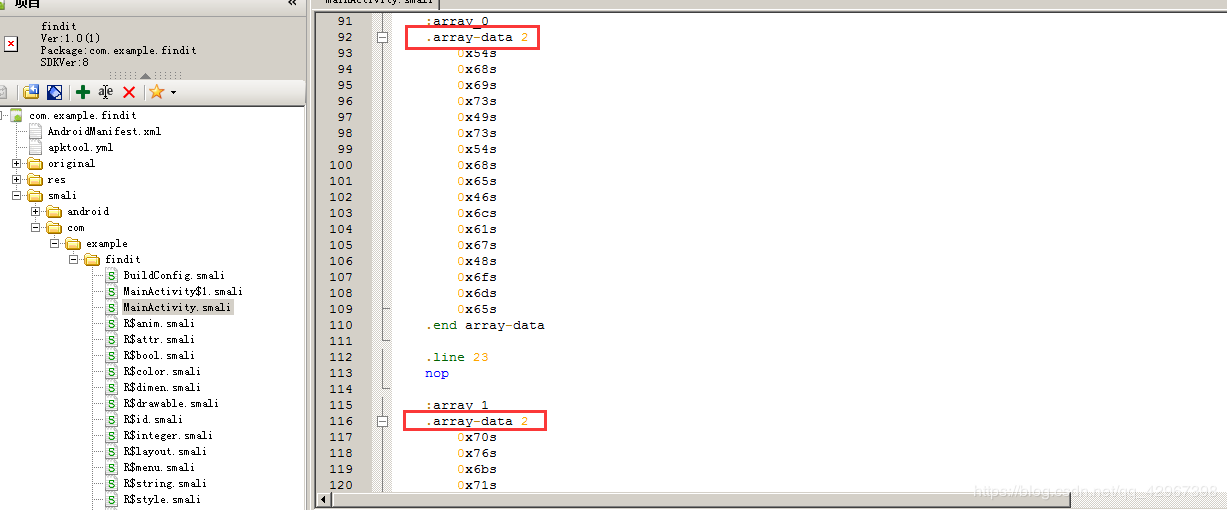 项目
«
findit
Ver:1.0(1)
Package:com.example.findit
SDKVer:8
com.example.findit
AndroidManifest.xml
apktool.yml
original
res
smali
android
com
example
findit
BuildConfig.smali
MainActivity$1.smali
MainActivity.smali
R$anim.smali
R$attr.smali
R$bool.smali
R$color.smali
R$dimen.smali
R$drawable.smali
R$id.smali
R$integer.smali
R$layout.smali
R$menu.smali
R$string.smali
R$style.smali
MainActivity.smali
91 :array_0
92 .array-data 2
93 0x54s
94 0x68s
95 0x69s
96 0x73s
97 0x49s
98 0x73s
99 0x54s
100 0x68s
101 0x65s
102 0x46s
103 0x6cs
104 0x61s
105 0x67s
106 0x48s
107 0x6fs
108 0x6ds
109 0x65s
110 .end array-data
111
112 .line 23
113 nop
114
115 :array_1
116 .array-data 2
117 0x70s
118 0x76s
119 0x6bs
120 0x71s
https://blog.csdn.net/qq_42967398